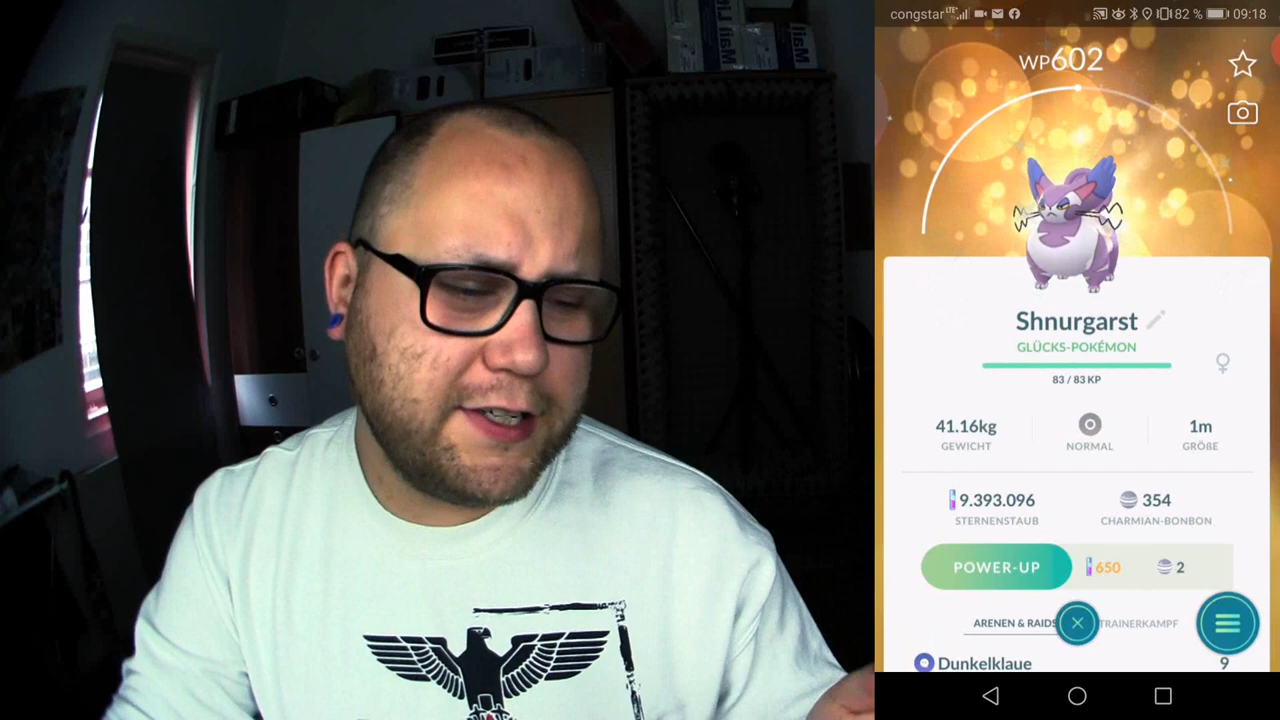 congstar LTE+ 82 % 09:18
WP602
Shnurgarst
GLÜCKS-POKÉMON
83 / 83 KP
41.16kg
GEWICHT
NORMAL
1m
GRÖßE
9.393.096
STERNENSTAUB
354
CHARMIAN-BONBON
POWER-UP
650
2
ARENEN & RAIDS
TRAINERKAMPF
Dunkelklaue
9